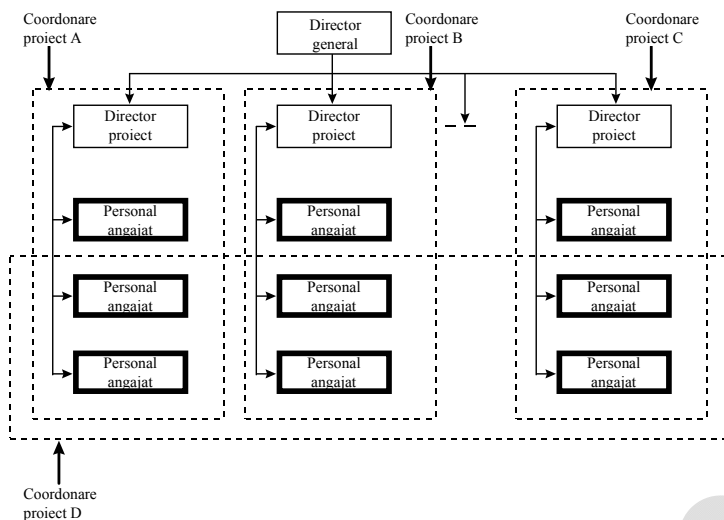 Coordonare
proiect A
Director
general
Coordonare
proiect B
Coordonare
proiect C
Director
proiect
Director
proiect
Director
proiect
Personal
angajat
Personal
angajat
Personal
angajat
Personal
angajat
Personal
angajat
Personal
angajat
Personal
angajat
Personal
angajat
Personal
angajat
Coordonare
proiect D